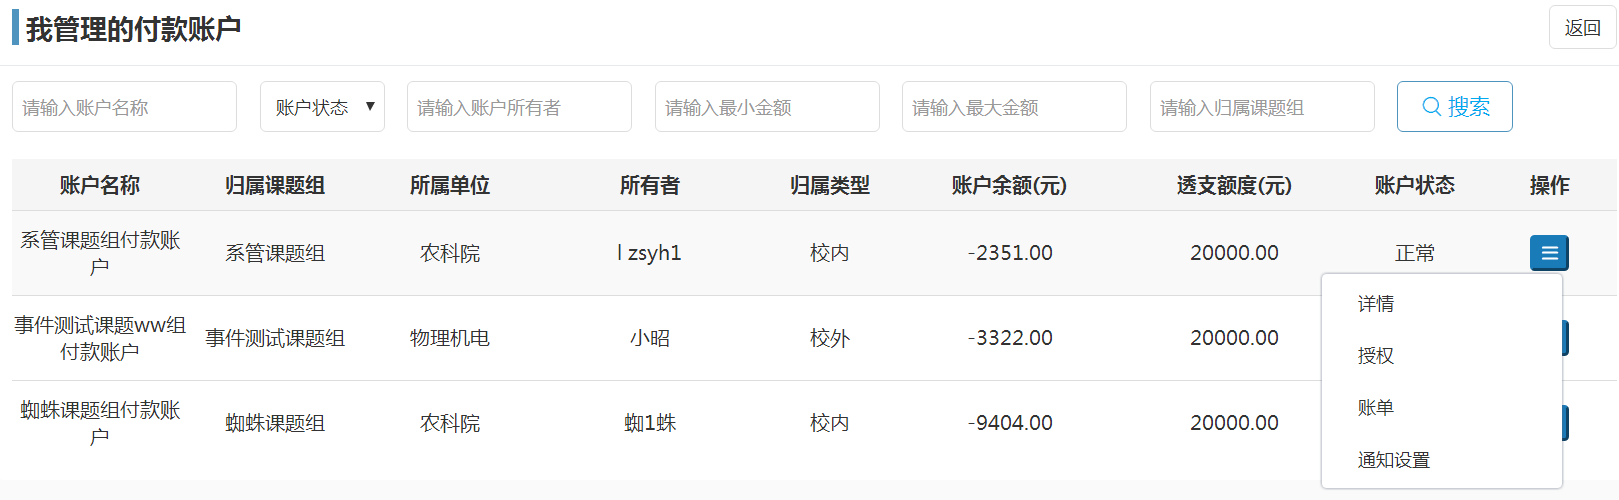 我管理的付款账户
返回
请输入账户名称 账户状态 ▼ 请输入账户所有者 请输入最小金额 请输入最大金额 请输入归属课题组 搜索
账户名称 归属课题组 所属单位 所有者 归属类型 账户余额(元) 透支额度(元) 账户状态 操作
系管课题组付款账
户
系管课题组 农科院 l zsyh1 校内 -2351.00 20000.00 正常
事件测试课题ww组
付款账户
事件测试课题组 物理机电 小昭 校外 -3322.00 20000.00
蜘蛛课题组付款账
户
蜘蛛课题组 农科院 蜘1蛛 校内 -9404.00 20000.00
详情
授权
账单
通知设置